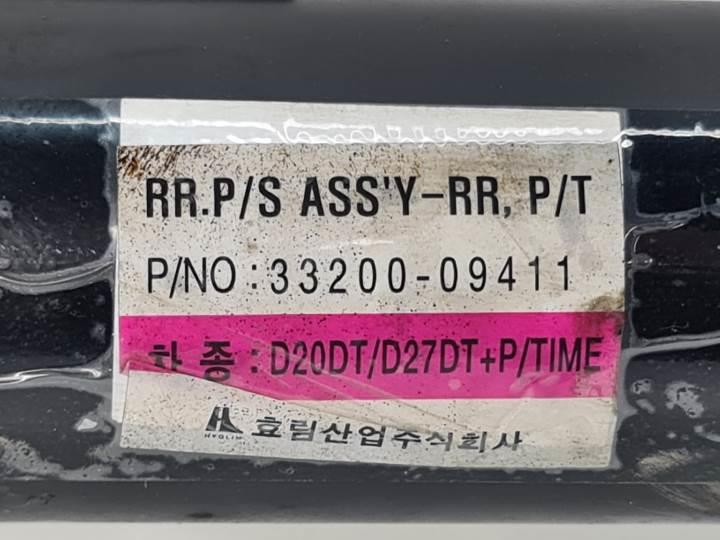 RR.P/S ASS'Y-RR, P/T
P/NO : 33200-09411
차 종 : D20DT/D27DT+P/TIME
HYOLIM 효림산업주식회사